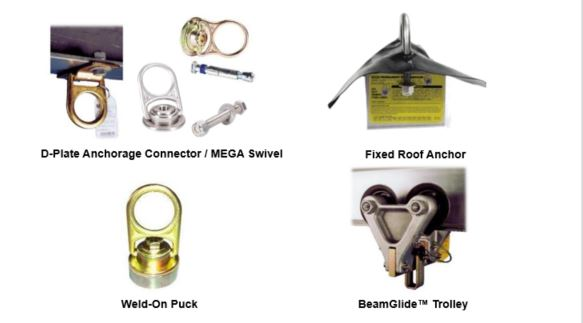 D-Plate Anchorage Connector / MEGA Swivel
Fixed Roof Anchor
Weld-On Puck
BeamGlide™ Trolley